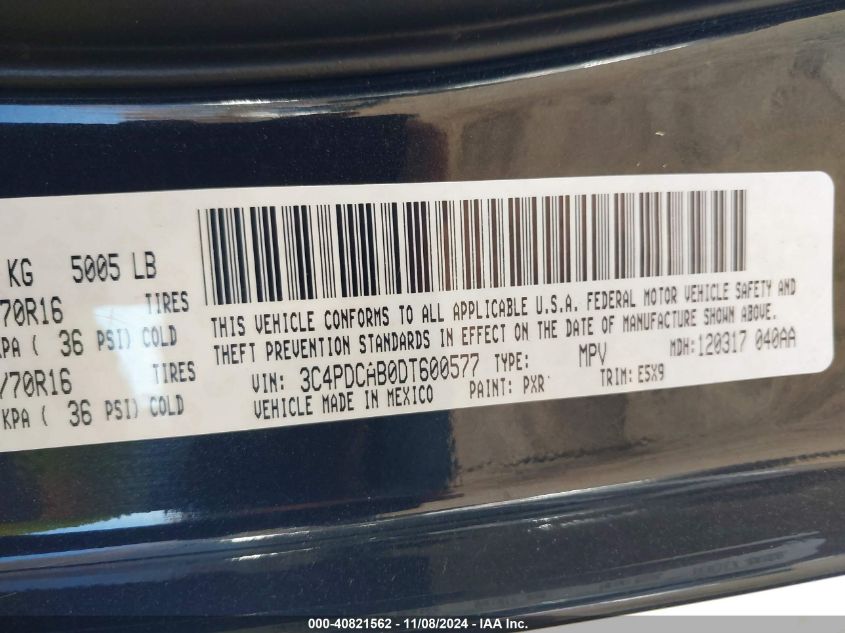 KG 5005 LB
/70R16 TIRES
KPA ( 36 PSI) COLD
/70R16 TIRES
KPA ( 36 PSI) COLD
THIS VEHICLE CONFORMS TO ALL APPLICABLE U.S.A. FEDERAL MOTOR VEHICLE SAFETY AND
THEFT PREVENTION STANDARDS IN EFFECT ON THE DATE OF MANUFACTURE SHOWN ABOVE.
VIN: 3C4PDCAB0DT600577 TYPE: MPV MDH:120317 040AA
VEHICLE MADE IN MEXICO PAINT: PXR TRIM: E5X9
000-40821562 - 11/08/2024 - IAA Inc.